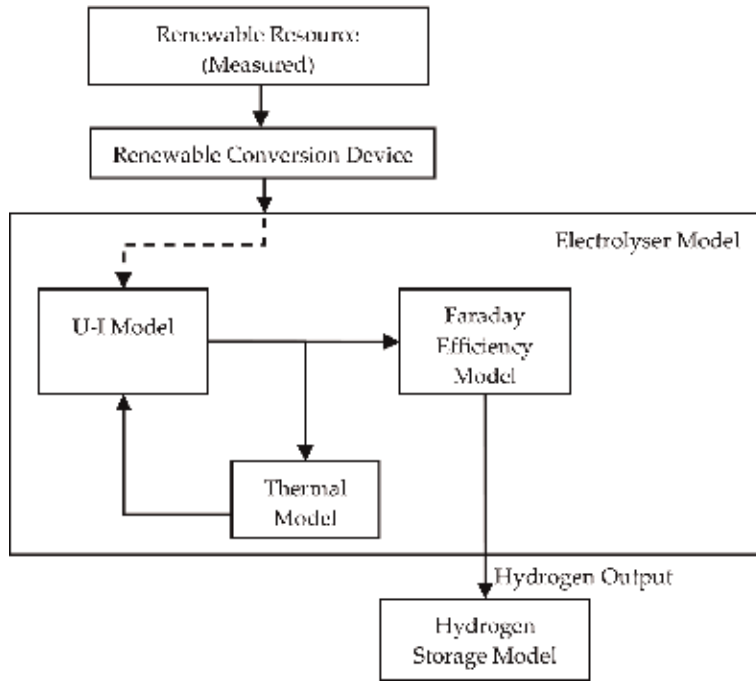 Renewable Resource
(Measured)
Renewable Conversion Device
Electrolyser Model
U-I Model
Faraday
Efficiency
Model
Thermal
Model
Hydrogen Output
Hydrogen
Storage Model